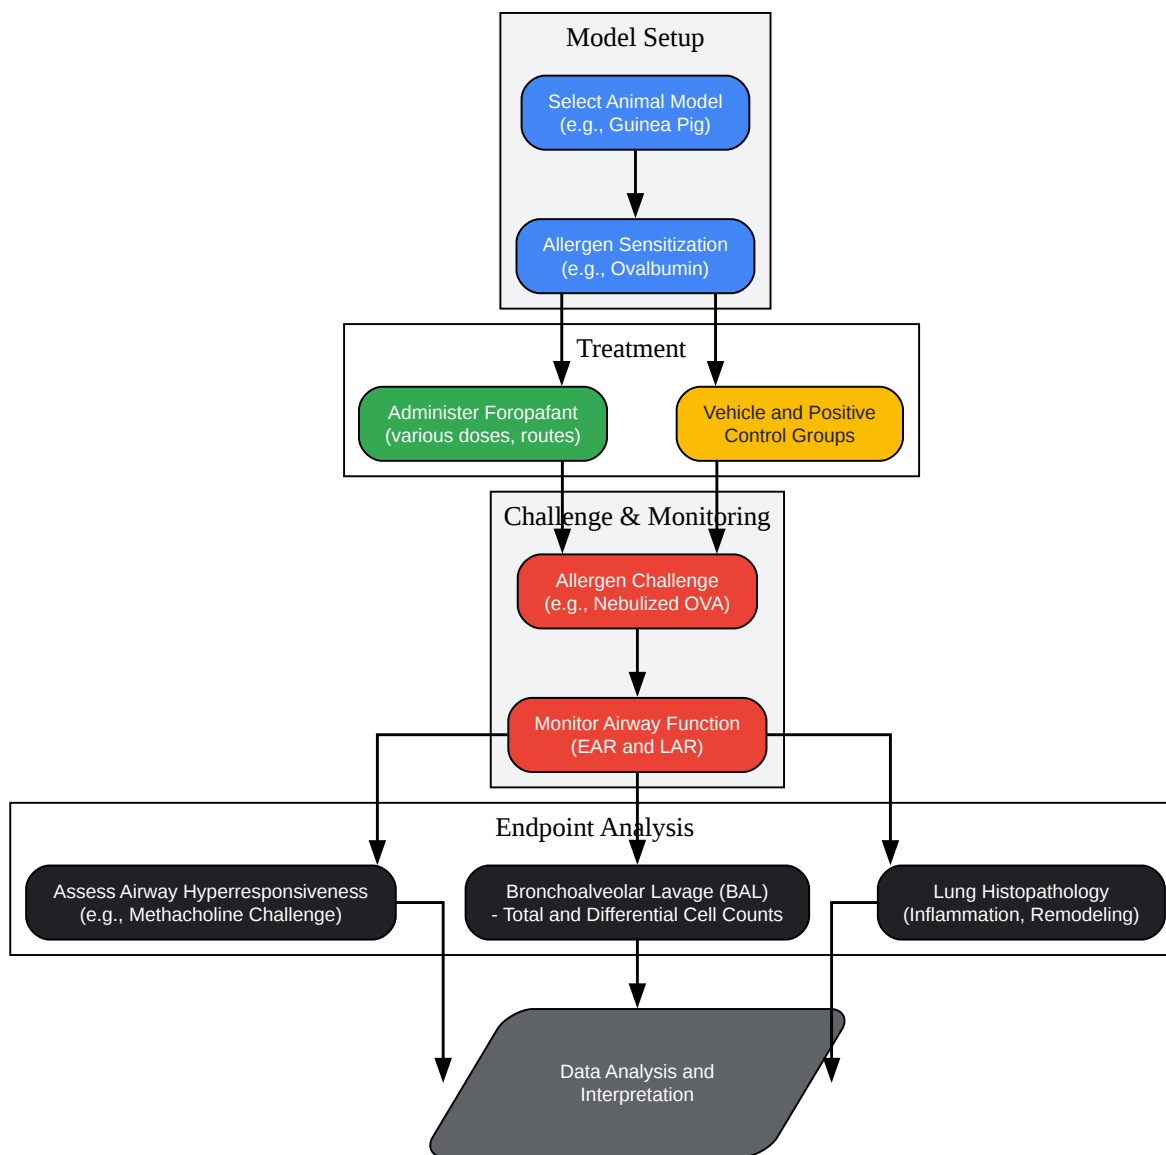 Model Setup
Select Animal Model
(e.g., Guinea Pig)
Allergen Sensitization
(e.g., Ovalbumin)
Treatment
Administer Foropafant
(various doses, routes)
Vehicle and Positive
Control Groups
Challenge & Monitoring
Allergen Challenge
(e.g., Nebulized OVA)
Monitor Airway Function
(EAR and LAR)
Endpoint Analysis
Assess Airway Hyperresponsiveness
(e.g., Methacholine Challenge)
Bronchoalveolar Lavage (BAL)
- Total and Differential Cell Counts
Lung Histopathology
(Inflammation, Remodeling)
Data Analysis and
Interpretation